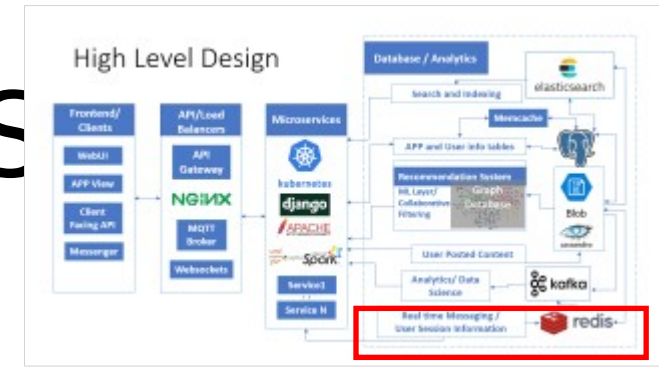 S
High Level Design
Frontend/
Clients
WebUI
APP View
Client
Facing API
Messenger
API/Load
Balancers
API
Gateway
NGINX
MQTT
Broker
Websockets
Microservices
kubernetes
django
APACHE
Spark
Service1
Service N
Database / Analytics
elasticsearch
Search and Indexing
Memcache
APP and User info tables
Recommendation System
ML Layer/
Collaborative
Filtering
Graph
Database
Blob
cassandra
User Posted Content
Analytics/ Data
Science
kafka
Real time Messaging /
User Session Information
redis